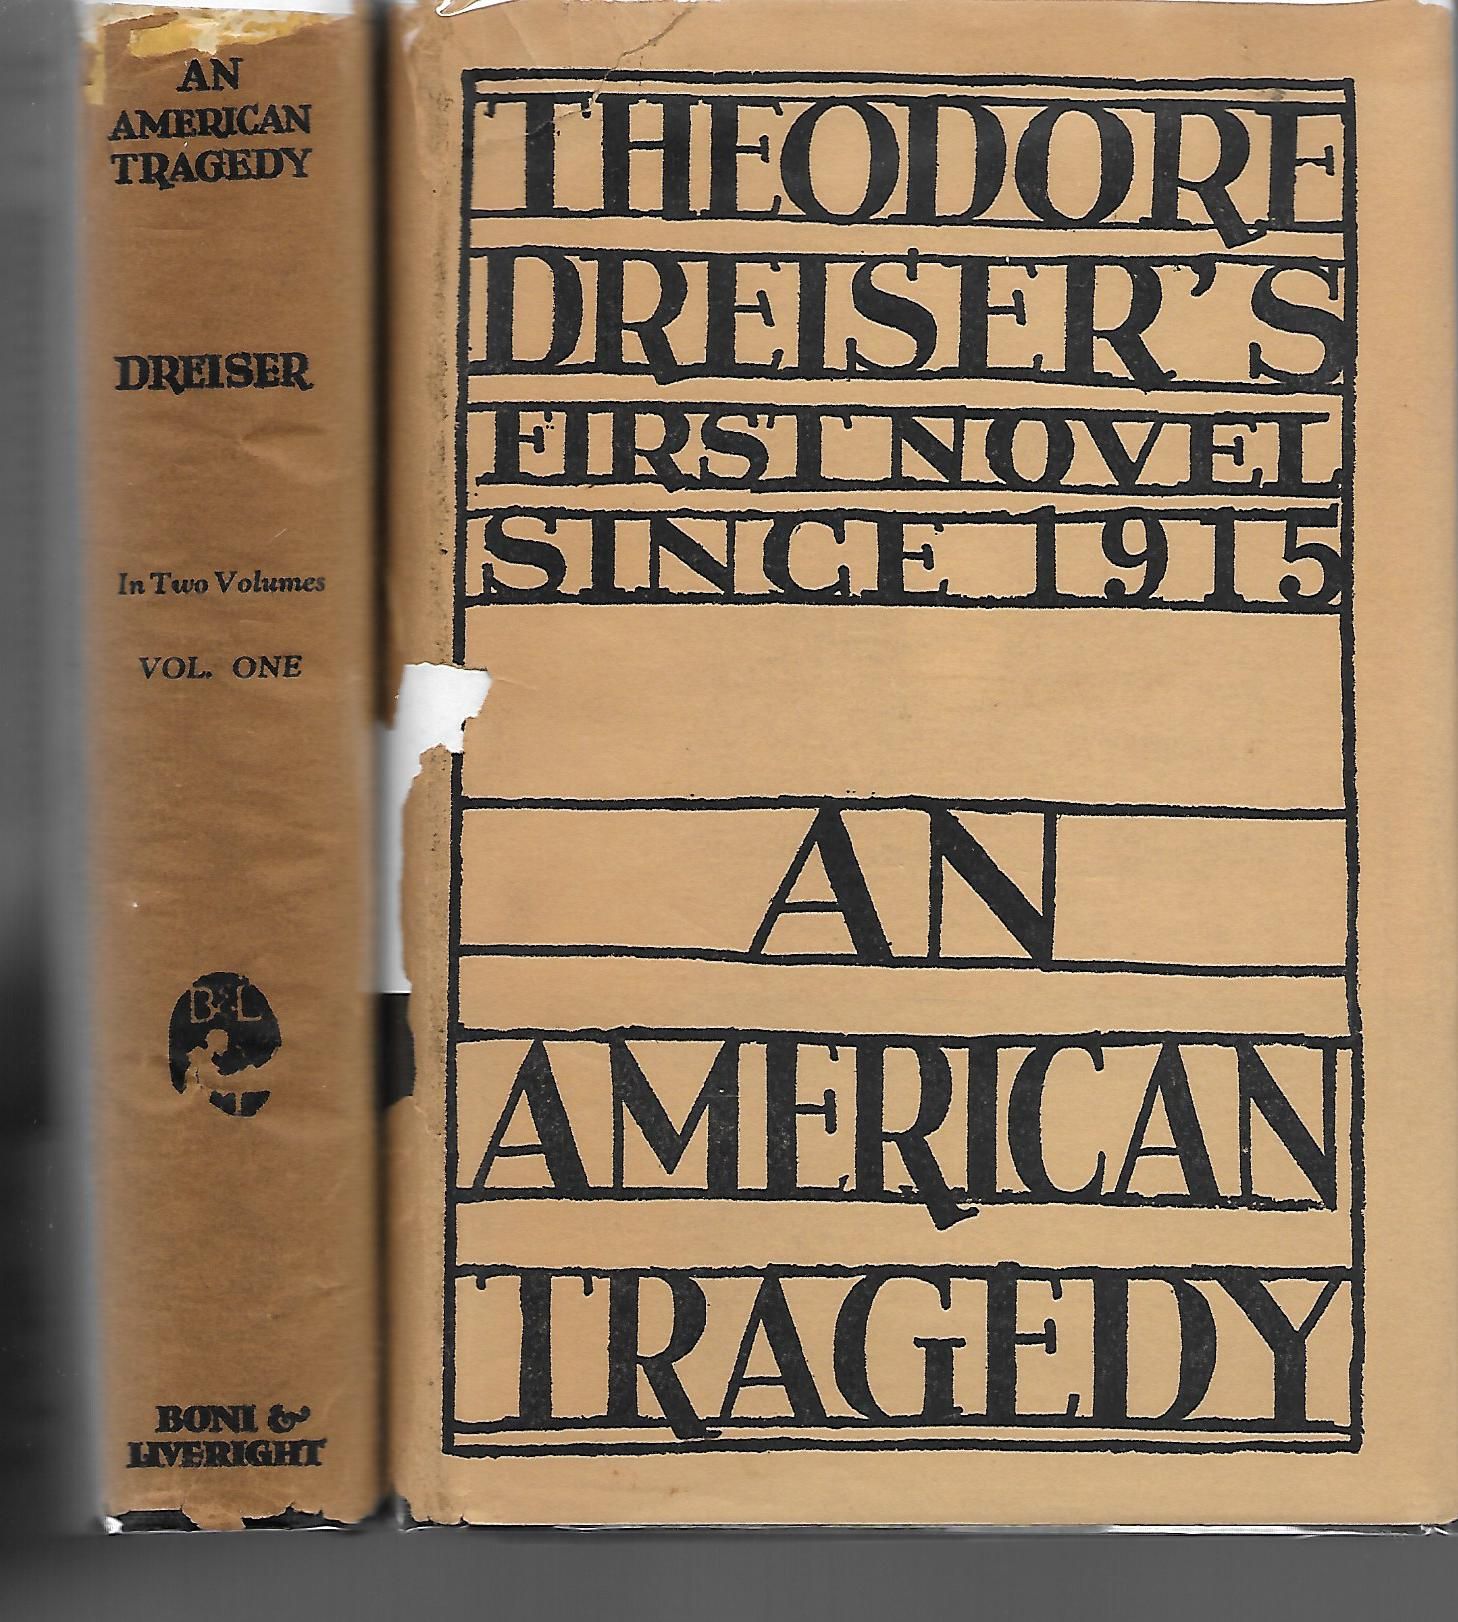 AN
AMERICAN
TRAGEDY
DREISER
In Two Volumes
VOL. ONE
B&L
BONI &
LIVERIGHT
THEODORE
DREISER'S
FIRST NOVEL
SINCE 1915
AN
AMERICAN
TRAGEDY